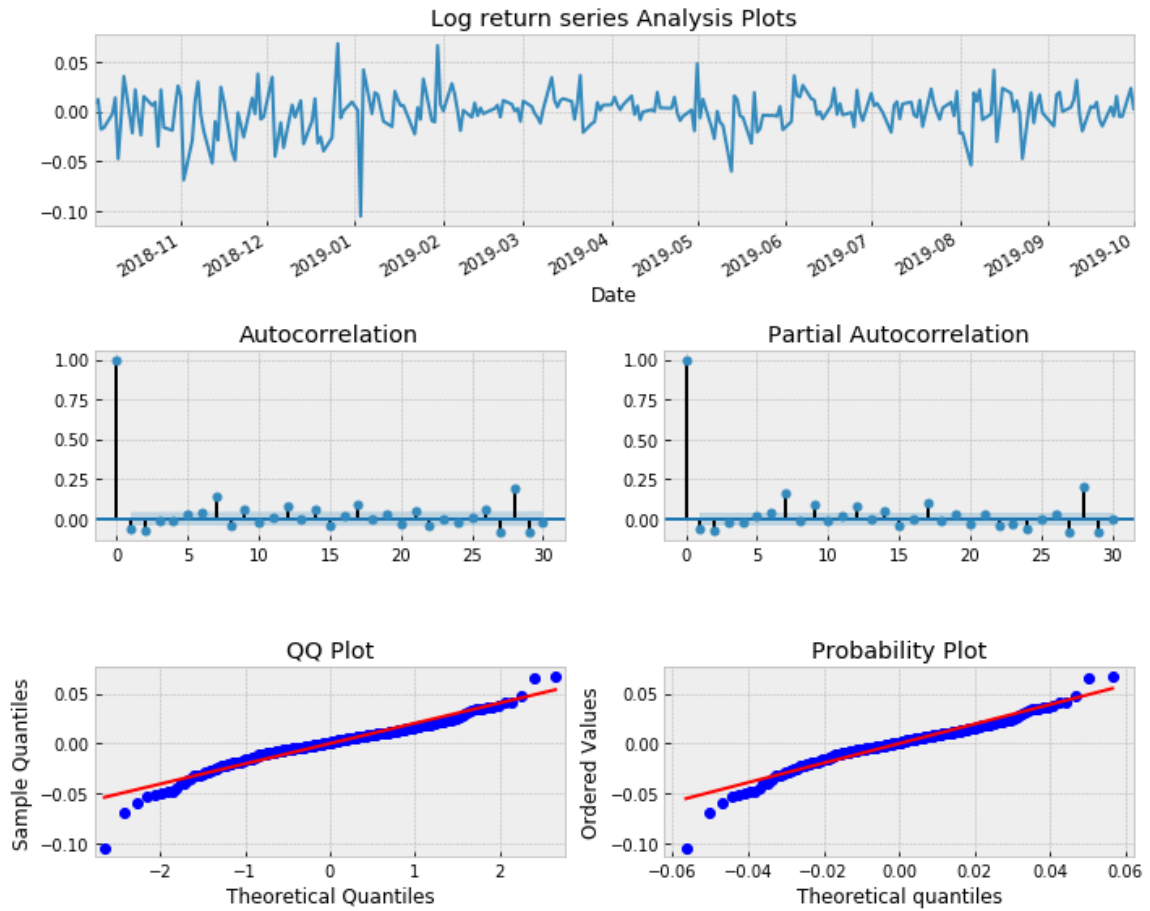 Log return series Analysis Plots
0.05
0.00
−0.05
−0.10
2018-11 2018-12 2019-01 2019-02 2019-03 2019-04 2019-05 2019-06 2019-07 2019-08 2019-09 2019-10
Date
Autocorrelation
1.00
0.75
0.50
0.25
0.00
0 5 10 15 20 25 30
Partial Autocorrelation
1.00
0.75
0.50
0.25
0.00
0 5 10 15 20 25 30
QQ Plot
Sample Quantiles
0.05
0.00
−0.05
−0.10
−2 −1 0 1 2
Theoretical Quantiles
Probability Plot
Ordered Values
0.05
0.00
−0.05
−0.10
−0.06 −0.04 −0.02 0.00 0.02 0.04 0.06
Theoretical quantiles